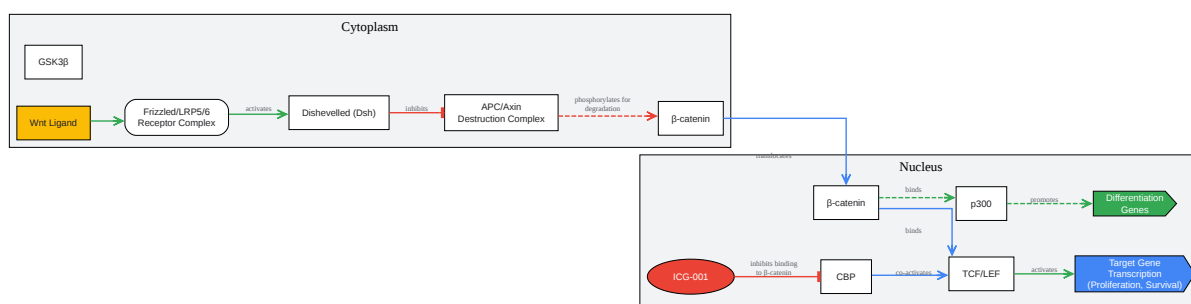 Cytoplasm
GSK3β
Wnt Ligand
Frizzled/LRP5/6
Receptor Complex
activates
Dishevelled (Dsh)
inhibits
APC/Axin
Destruction Complex
phosphorylates for
degradation
β-catenin
translocates
Nucleus
β-catenin
binds
p300
promotes
Differentiation
Genes
binds
ICG-001
inhibits binding
to β-catenin
CBP
co-activates
TCF/LEF
activates
Target Gene
Transcription
(Proliferation, Survival)